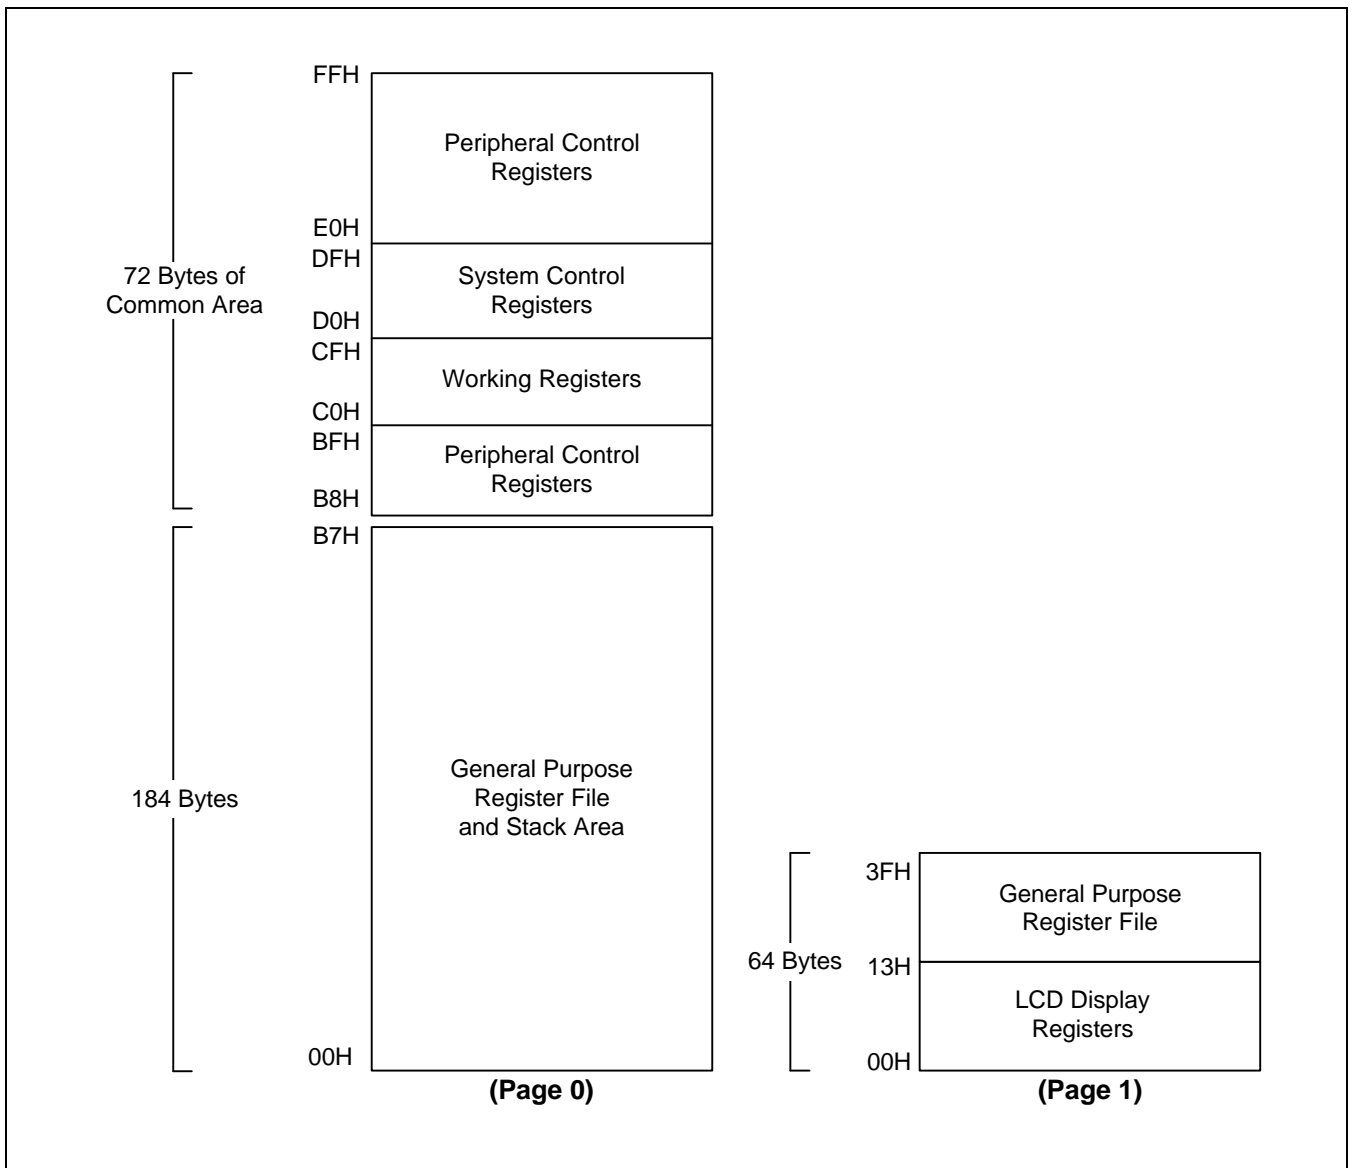 FFH
Peripheral Control
Registers
E0H
DFH
72 Bytes of
Common Area
System Control
Registers
D0H
CFH
Working Registers
C0H
BFH
Peripheral Control
Registers
B8H
B7H
General Purpose
Register File
and Stack Area
184 Bytes
00H
(Page 0)
3FH
General Purpose
Register File
64 Bytes
13H
LCD Display
Registers
00H
(Page 1)